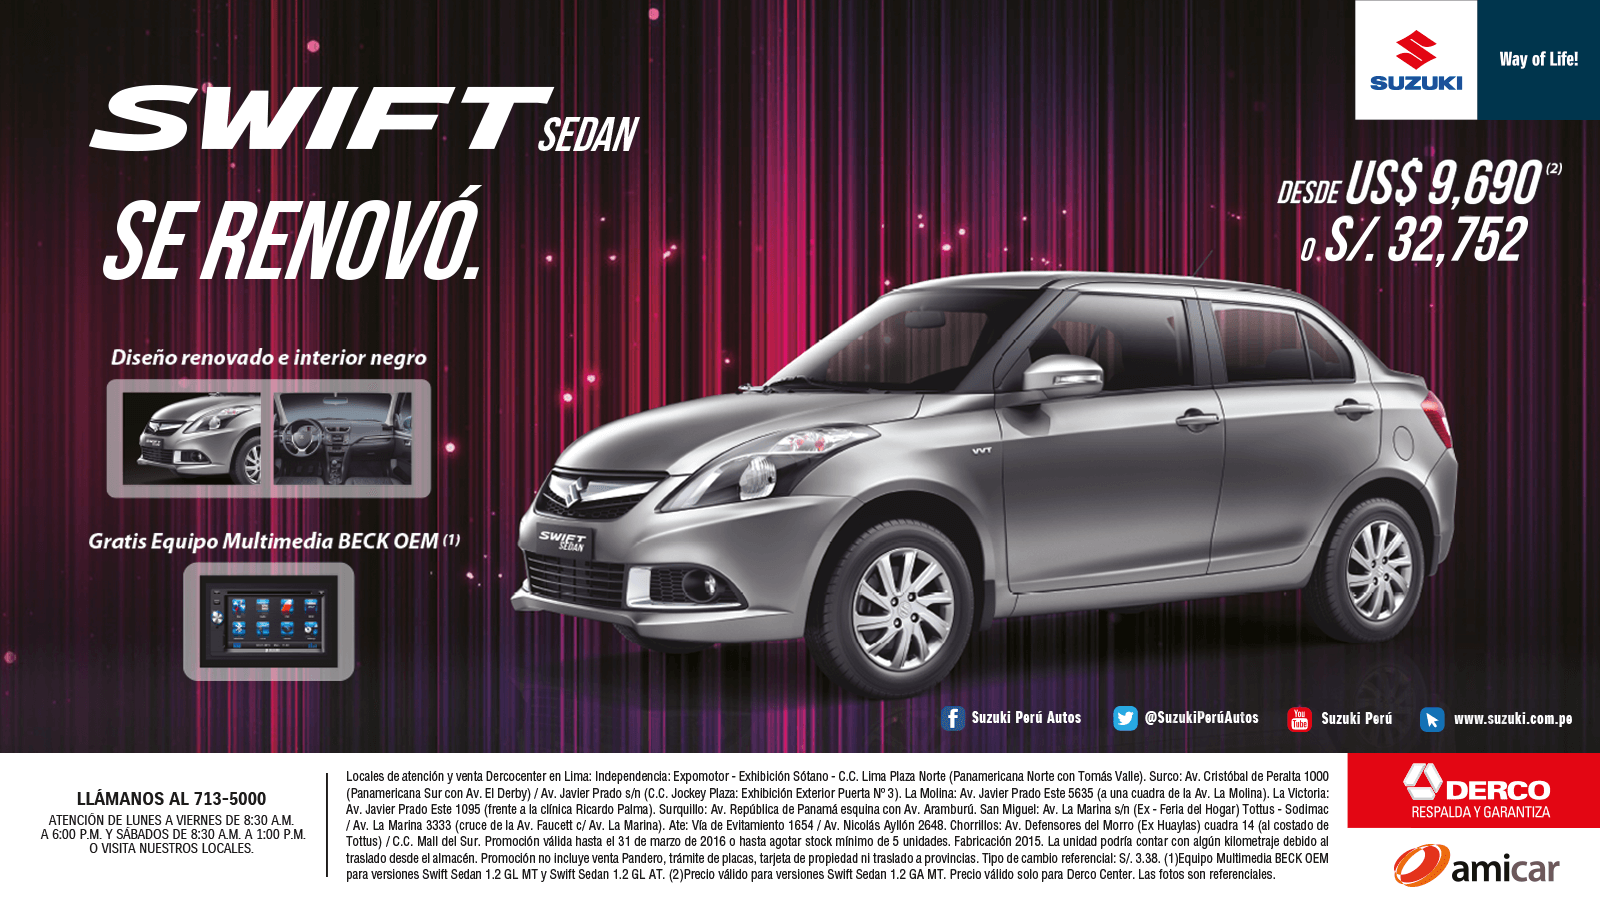 SUZUKI
Way of Life!
SWIFT SEDAN
SE RENOVÓ.
DESDE US$ 9,690 (2)
O S/. 32,752
Diseño renovado e interior negro
SWIFT
SEDAN
Gratis Equipo Multimedia BECK OEM (1)
VVT
SWIFT
SEDAN
Suzuki Perú Autos
@SuzukiPerúAutos
You
Tube
Suzuki Perú
www.suzuki.com.pe
LLÁMANOS AL 713-5000
ATENCIÓN DE LUNES A VIERNES DE 8:30 A.M.
A 6:00 P.M. Y SÁBADOS DE 8:30 A.M. A 1:00 P.M.
O VISITA NUESTROS LOCALES.
Locales de atención y venta Dercocenter en Lima: Independencia: Expomotor - Exhibición Sótano - C.C. Lima Plaza Norte (Panamericana Norte con Tomás Valle). Surco: Av. Cristóbal de Peralta 1000
(Panamericana Sur con Av. El Derby) / Av. Javier Prado s/n (C.C. Jockey Plaza: Exhibición Exterior Puerta Nº 3). La Molina: Av. Javier Prado Este 5635 (a una cuadra de la Av. La Molina). La Victoria:
Av. Javier Prado Este 1095 (frente a la clínica Ricardo Palma). Surquillo: Av. República de Panamá esquina con Av. Aramburú. San Miguel: Av. La Marina s/n (Ex - Feria del Hogar) Tottus - Sodimac
/ Av. La Marina 3333 (cruce de la Av. Faucett c/ Av. La Marina). Ate: Vía de Evitamiento 1654 / Av. Nicolás Ayllón 2648. Chorrillos: Av. Defensores del Morro (Ex Huaylas) cuadra 14 (al costado de
Tottus) / C.C. Mall del Sur. Promoción válida hasta el 31 de marzo de 2016 o hasta agotar stock mínimo de 5 unidades. Fabricación 2015. La unidad podría contar con algún kilometraje debido al
traslado desde el almacén. Promoción no incluye venta Pandero, trámite de placas, tarjeta de propiedad ni traslado a provincias. Tipo de cambio referencial: S/. 3.38. (1)Equipo Multimedia BECK OEM
para versiones Swift Sedan 1.2 GL MT y Swift Sedan 1.2 GL AT. (2)Precio válido para versiones Swift Sedan 1.2 GA MT. Precio válido solo para Derco Center. Las fotos son referenciales.
DERCO
RESPALDA Y GARANTIZA
amicar